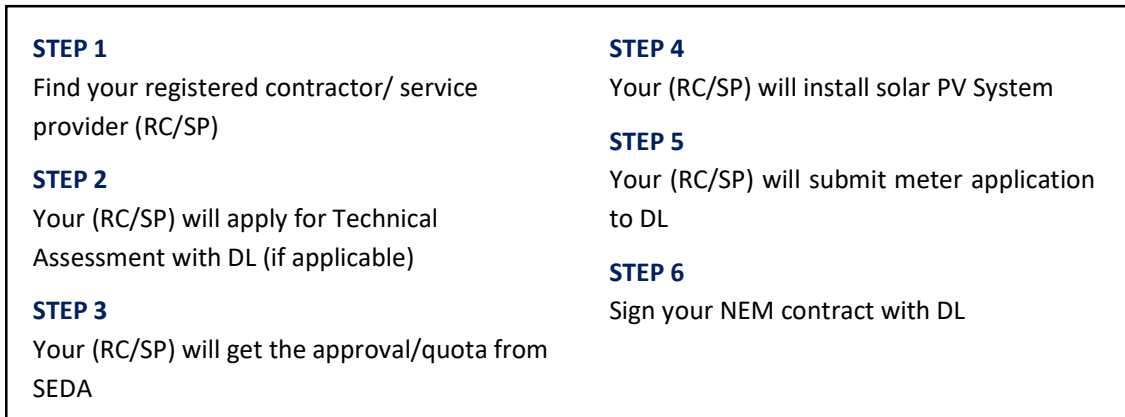 STEP 1
Find your registered contractor/ service
provider (RC/SP)
STEP 2
Your (RC/SP) will apply for Technical
Assessment with DL (if applicable)
STEP 3
Your (RC/SP) will get the approval/quota from
SEDA
STEP 4
Your (RC/SP) will install solar PV System
STEP 5
Your (RC/SP) will submit meter application
to DL
STEP 6
Sign your NEM contract with DL